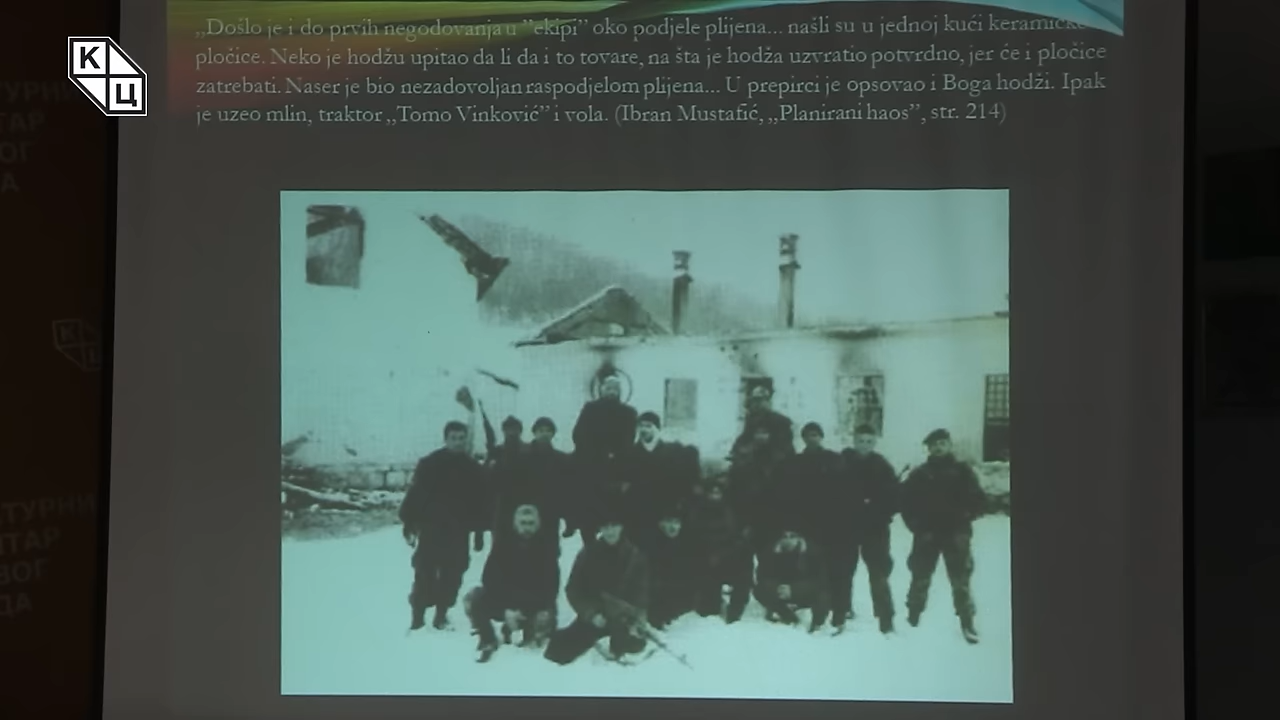 „Došlo je i do prvih negodovanja u ”ekipi” oko podjele plijena... našli su u jednoj kući
pločice. Neko je hodžu upitao da li da i to tovare, na šta je hodža uzvratio potvrdno, jer će i pločice
zatrebati. Naser je bio nezadovoljan raspodjelom plijena... U prepirci je opsovao i Boga hodži. Ipak
je uzeo mlin, traktor „Tomo Vinković” i vola. (Ibran Mustafić, „Planirani haos”, str. 214)
К
Ц
К
Ц